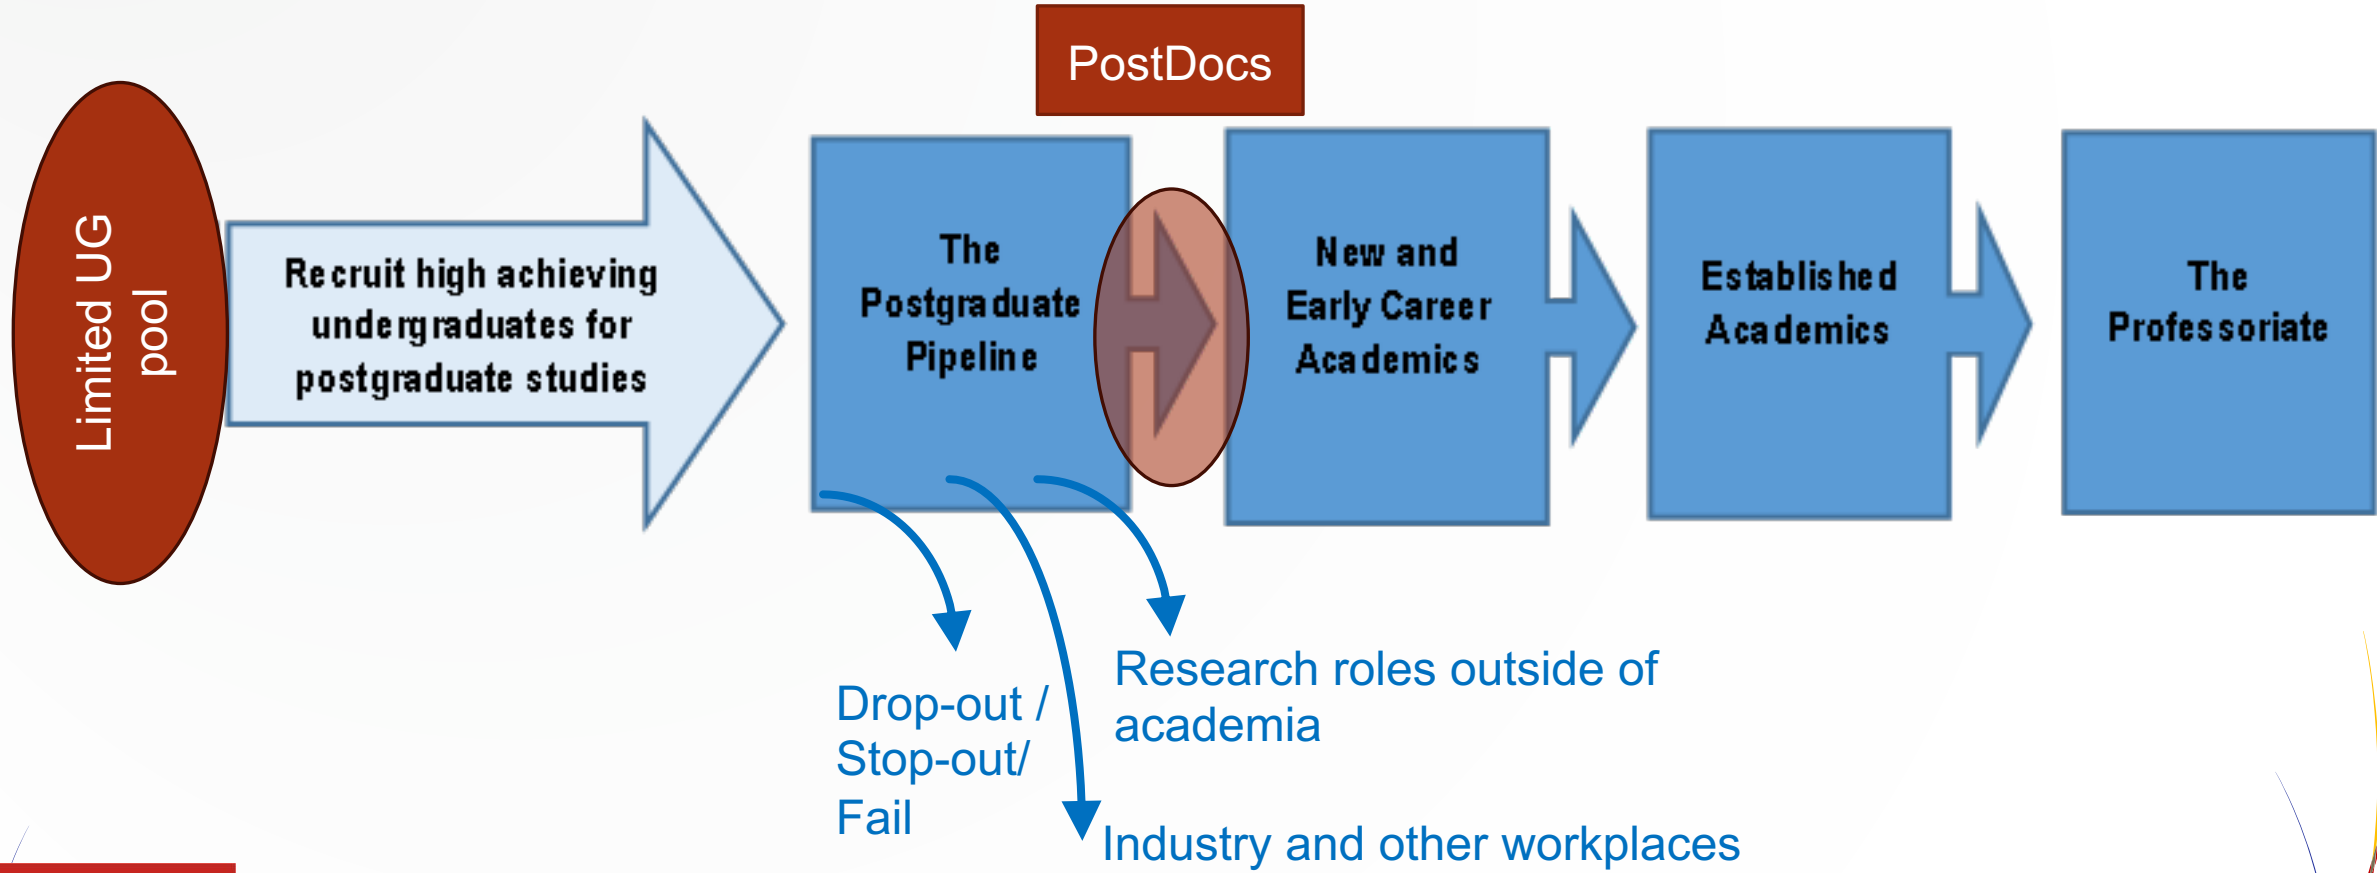 PostDocs
Limited UG
pool
Recruit high achieving
undergraduates for
postgraduate studies
The
Postgraduate
Pipeline
New and
Early Career
Academics
Established
Academics
The
Professoriate
Drop-out /
Stop-out/
Fail
Research roles outside of
academia
Industry and other workplaces